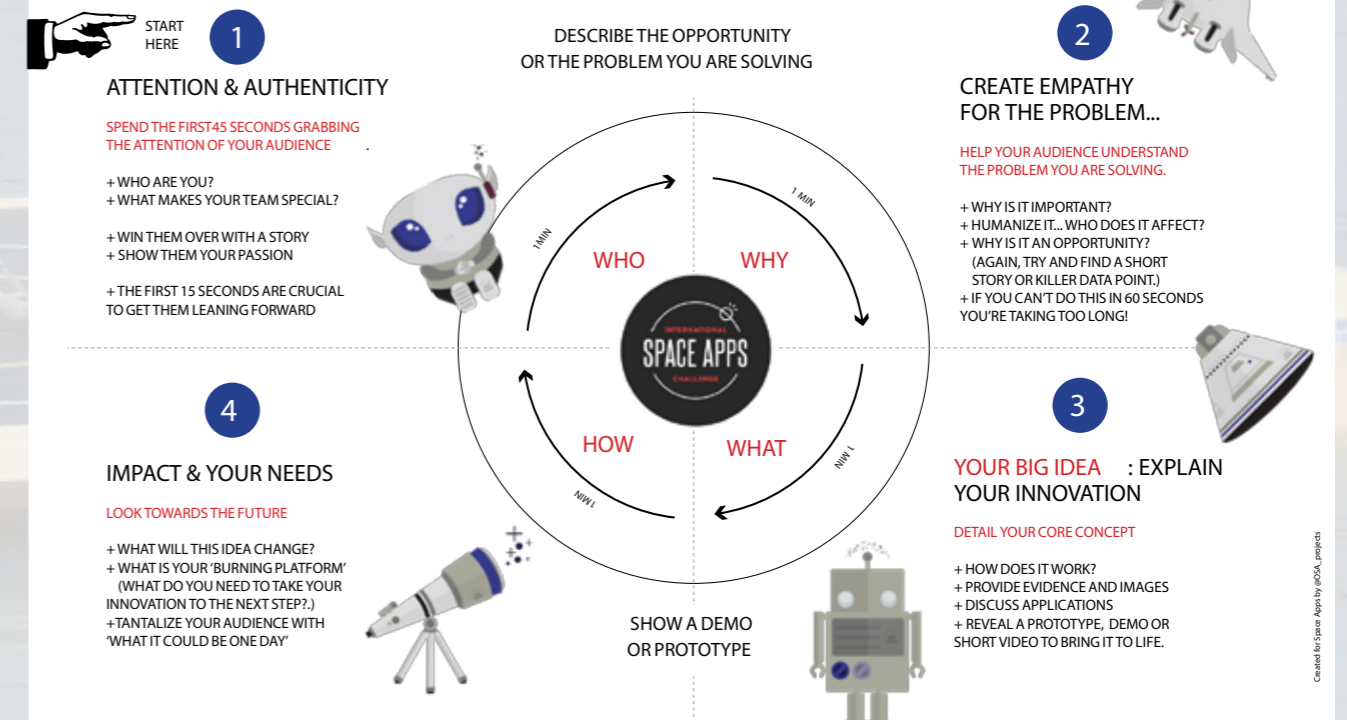 START
HERE
1
ATTENTION & AUTHENTICITY
SPEND THE FIRST45 SECONDS GRABBING
THE ATTENTION OF YOUR AUDIENCE .
+ WHO ARE YOU?
+ WHAT MAKES YOUR TEAM SPECIAL?
+ WIN THEM OVER WITH A STORY
+ SHOW THEM YOUR PASSION
+ THE FIRST 15 SECONDS ARE CRUCIAL
TO GET THEM LEANING FORWARD
DESCRIBE THE OPPORTUNITY
OR THE PROBLEM YOU ARE SOLVING
2
CREATE EMPATHY
FOR THE PROBLEM...
HELP YOUR AUDIENCE UNDERSTAND
THE PROBLEM YOU ARE SOLVING.
+ WHY IS IT IMPORTANT?
+ HUMANIZE IT... WHO DOES IT AFFECT?
+ WHY IS IT AN OPPORTUNITY?
(AGAIN, TRY AND FIND A SHORT
STORY OR KILLER DATA POINT.)
+ IF YOU CAN'T DO THIS IN 60 SECONDS
YOU'RE TAKING TOO LONG!
1 MIN
WHO
1 MIN
WHY
INTERNATIONAL
SPACE APPS
CHALLENGE
HOW
1 MIN
WHAT
1 MIN
3
YOUR BIG IDEA : EXPLAIN
YOUR INNOVATION
DETAIL YOUR CORE CONCEPT
+ HOW DOES IT WORK?
+ PROVIDE EVIDENCE AND IMAGES
+ DISCUSS APPLICATIONS
+ REVEAL A PROTOTYPE, DEMO OR
SHORT VIDEO TO BRING IT TO LIFE.
SHOW A DEMO
OR PROTOTYPE
4
IMPACT & YOUR NEEDS
LOOK TOWARDS THE FUTURE
+ WHAT WILL THIS IDEA CHANGE?
+ WHAT IS YOUR 'BURNING PLATFORM'
(WHAT DO YOU NEED TO TAKE YOUR
INNOVATION TO THE NEXT STEP?.)
+TANTALIZE YOUR AUDIENCE WITH
'WHAT IT COULD BE ONE DAY'
Created for Space Apps by @OSA_projects